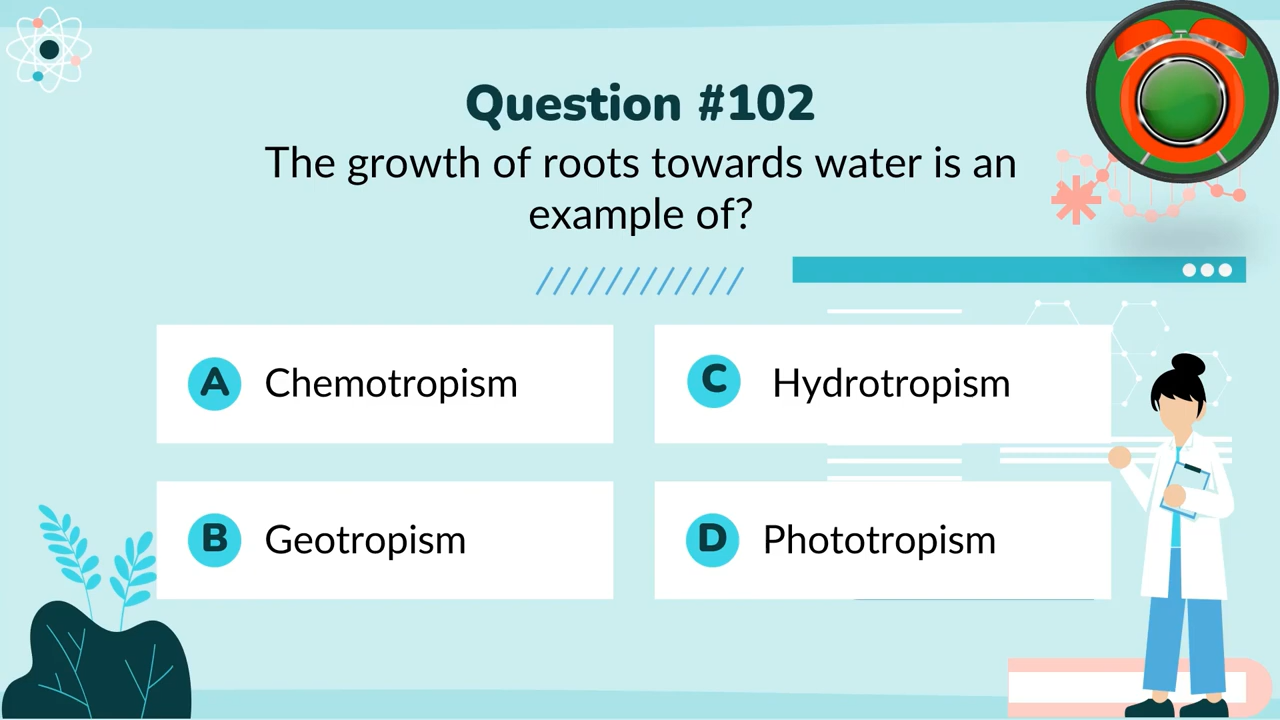 Question #102
The growth of roots towards water is an
example of?
A Chemotropism
C Hydrotropism
B Geotropism
D Phototropism